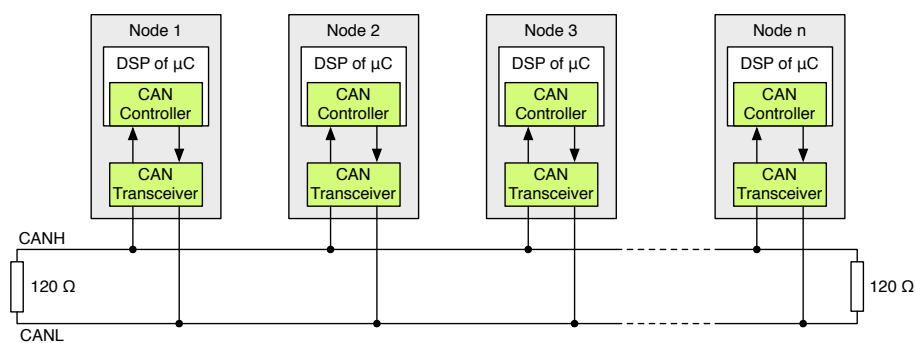 Node 1
DSP of µC
CAN
Controller
CAN
Transceiver
Node 2
DSP of µC
CAN
Controller
CAN
Transceiver
Node 3
DSP of µC
CAN
Controller
CAN
Transceiver
Node n
DSP of µC
CAN
Controller
CAN
Transceiver
CANH
120 Ω
120 Ω
CANL